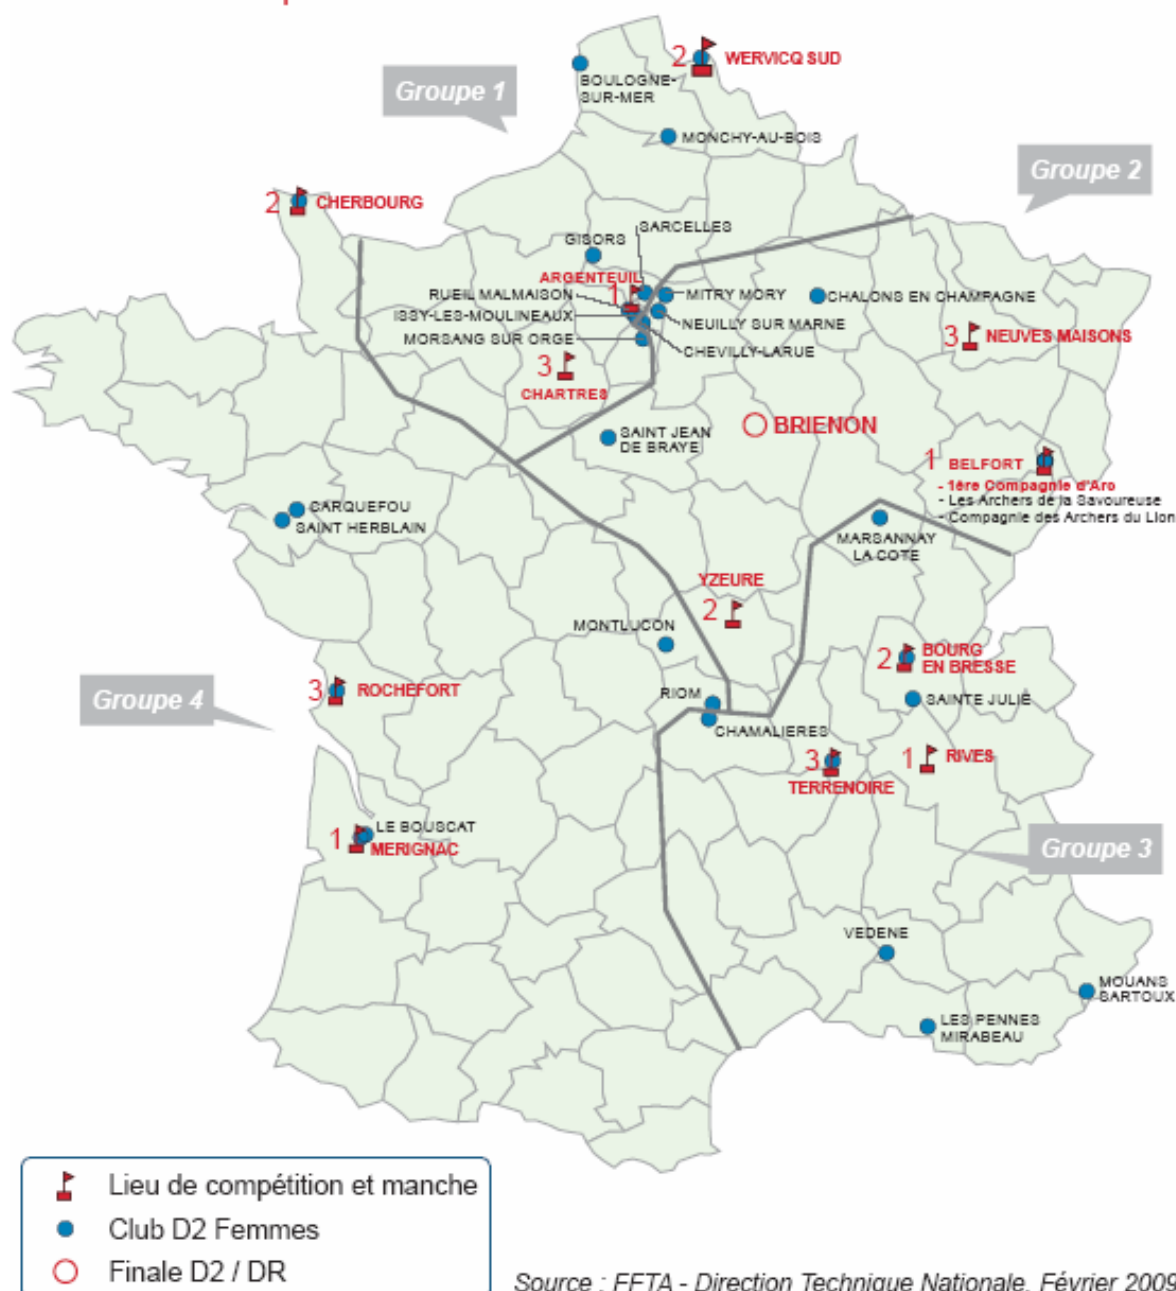 2 WERVICQ SUD
BOULOGNE-
SUR-MER
Groupe 1
MONCHY-AU-BOIS
Groupe 2
2 CHERBOURG
SARCELLES
GISORS
ARGENTEUIL
1
RUEIL MALMAISON
MITRY MORY
CHALONS EN CHAMPAGNE
ISSY-LES-MOULINEAUX
NEUILLY SUR MARNE
MORSANG SUR ORGE
CHEVILLY-LARUE
3 NEUVES MAISONS
3
CHARTRES
SAINT JEAN
DE BRAYE
BRIENON
1 BELFORT
- 1ère Compagnie d'Arc
- Les Archers de la Savoureuse
- Compagnie des Archers du Lion
CARQUEFOU
SAINT HERBLAIN
MARSANNAY
LA COTE
YZEURE
2
MONTLUCON
2 BOURG
EN BRESSE
3 ROCHEFORT
Groupe 4
RIOM
SAINTE JULIE
CHAMALIERES
3
TERRENOIRE
1 RIVES
LE BOUSCAT
1 MERIGNAC
Groupe 3
VEDENE
MOUANS
SARTOUX
LES PENNES
MIRABEAU
Lieu de compétition et manche
Club D2 Femmes
Finale D2 / DR
Source : FFTA - Direction Technique Nationale, Février 2009